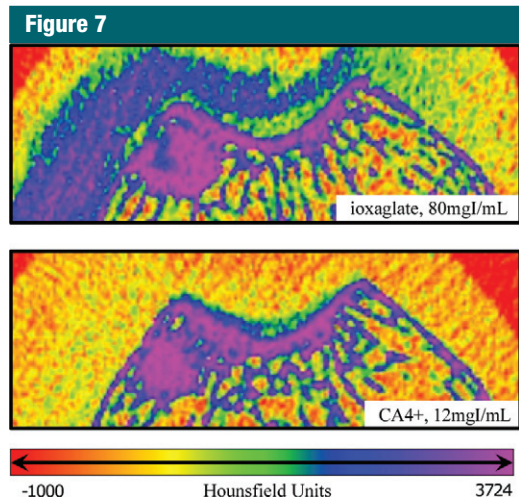 Figure 7
ioxaglate, 80mgI/mL
CA4+, 12mgI/mL
-1000 Hounsfield Units 3724